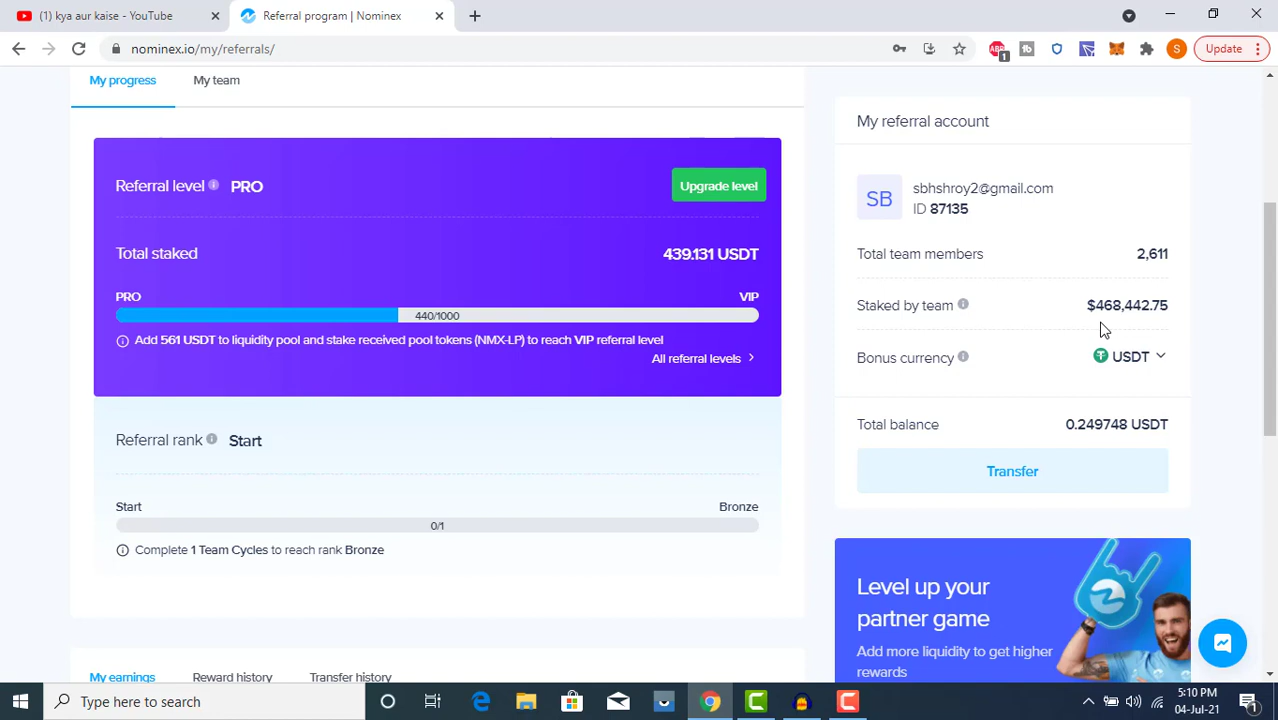 (1) kya aur kaise - YouTube
Referral program | Nominex
nominex.io/my/referrals/
ABP
1
S
Update
My progress
My team
Referral level
PRO
Upgrade level
Total staked
439.131 USDT
PRO
VIP
440/1000
Add 561 USDT to liquidity pool and stake received pool tokens (NMX-LP) to reach VIP referral level
All referral levels
Referral rank
Start
Start
Bronze
0/1
Complete 1 Team Cycles to reach rank Bronze
My earnings
Reward history
Transfer history
My referral account
SB
sbhshroy2@gmail.com
ID 87135
Total team members
2,611
Staked by team
$468,442.75
Bonus currency
USDT
Total balance
0.249748 USDT
Transfer
Level up your
partner game
Add more liquidity to get higher
rewards
Type here to search
5:10 PM
04-Jul-21
1